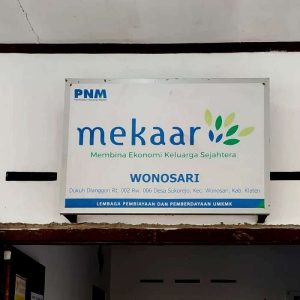 PNM
mekaar
Membina Ekonomi Keluarga Sejahtera
WONOSARI
Dukuh Dlanggon Rt. 002 Rw. 006 Desa Sukorejo, Kec. Wonosari, Kab. Klaten
LEMBAGA PEMBIAYAAN DAN PEMBERDAYAAN UMKMK